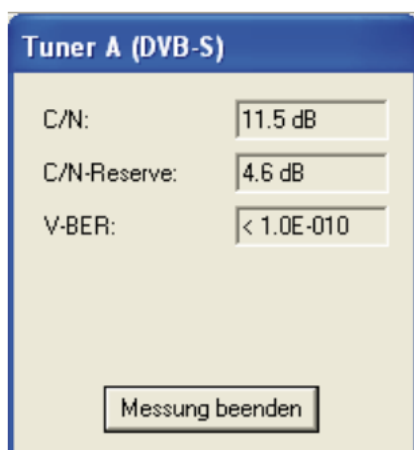 Tuner A (DVB-S)
C/N: 11.5 dB
C/N-Reserve: 4.6 dB
V-BER: < 1.0E-010
Messung beenden